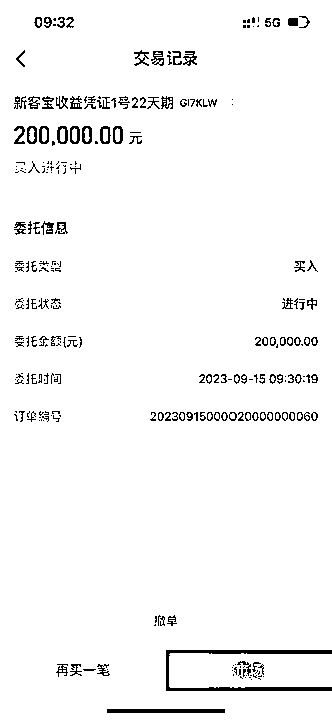 09:32 5G
交易记录
新客宝收益凭证1号22天期 GI7KLW
200,000.00 元
买入进行中
委托信息
委托类型 买入
委托状态 进行中
委托金额(元) 200,000.00
委托时间 2023-09-15 09:30:19
订单编号 20230915000020000000060
撤单
再买一笔